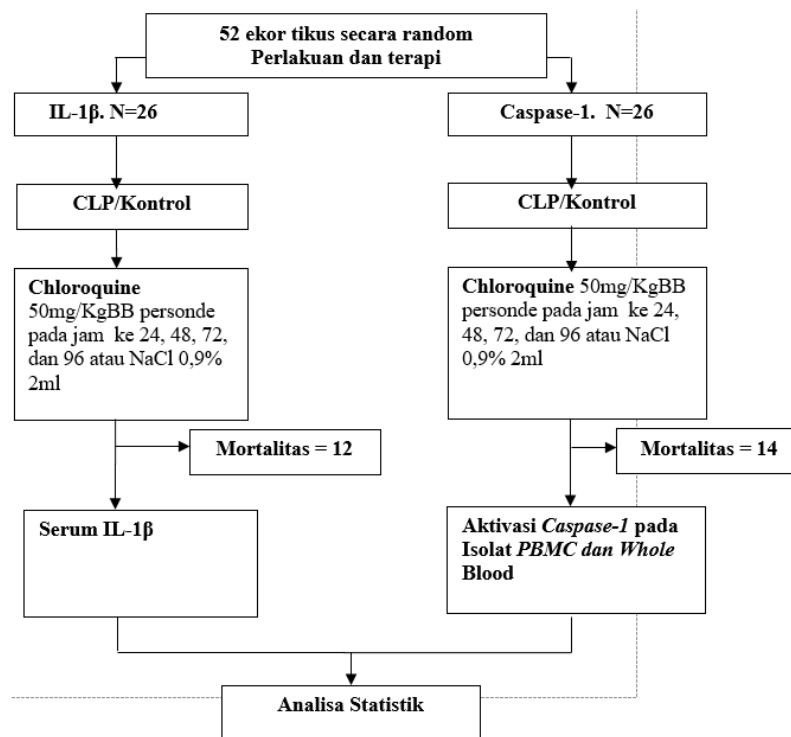 52 ekor tikus secara random
Perlakuan dan terapi
IL-1β. N=26
Caspase-1. N=26
CLP/Kontrol
CLP/Kontrol
Chloroquine
50mg/KgBB personde
pada jam ke 24, 48, 72,
dan 96 atau NaCl 0,9%
2ml
Chloroquine 50mg/KgBB
personde pada jam ke 24,
48, 72, dan 96 atau NaCl
0,9% 2ml
Mortalitas = 12
Mortalitas = 14
Serum IL-1β
Aktivasi Caspase-1 pada
Isolat PBMC dan Whole
Blood
Analisa Statistik